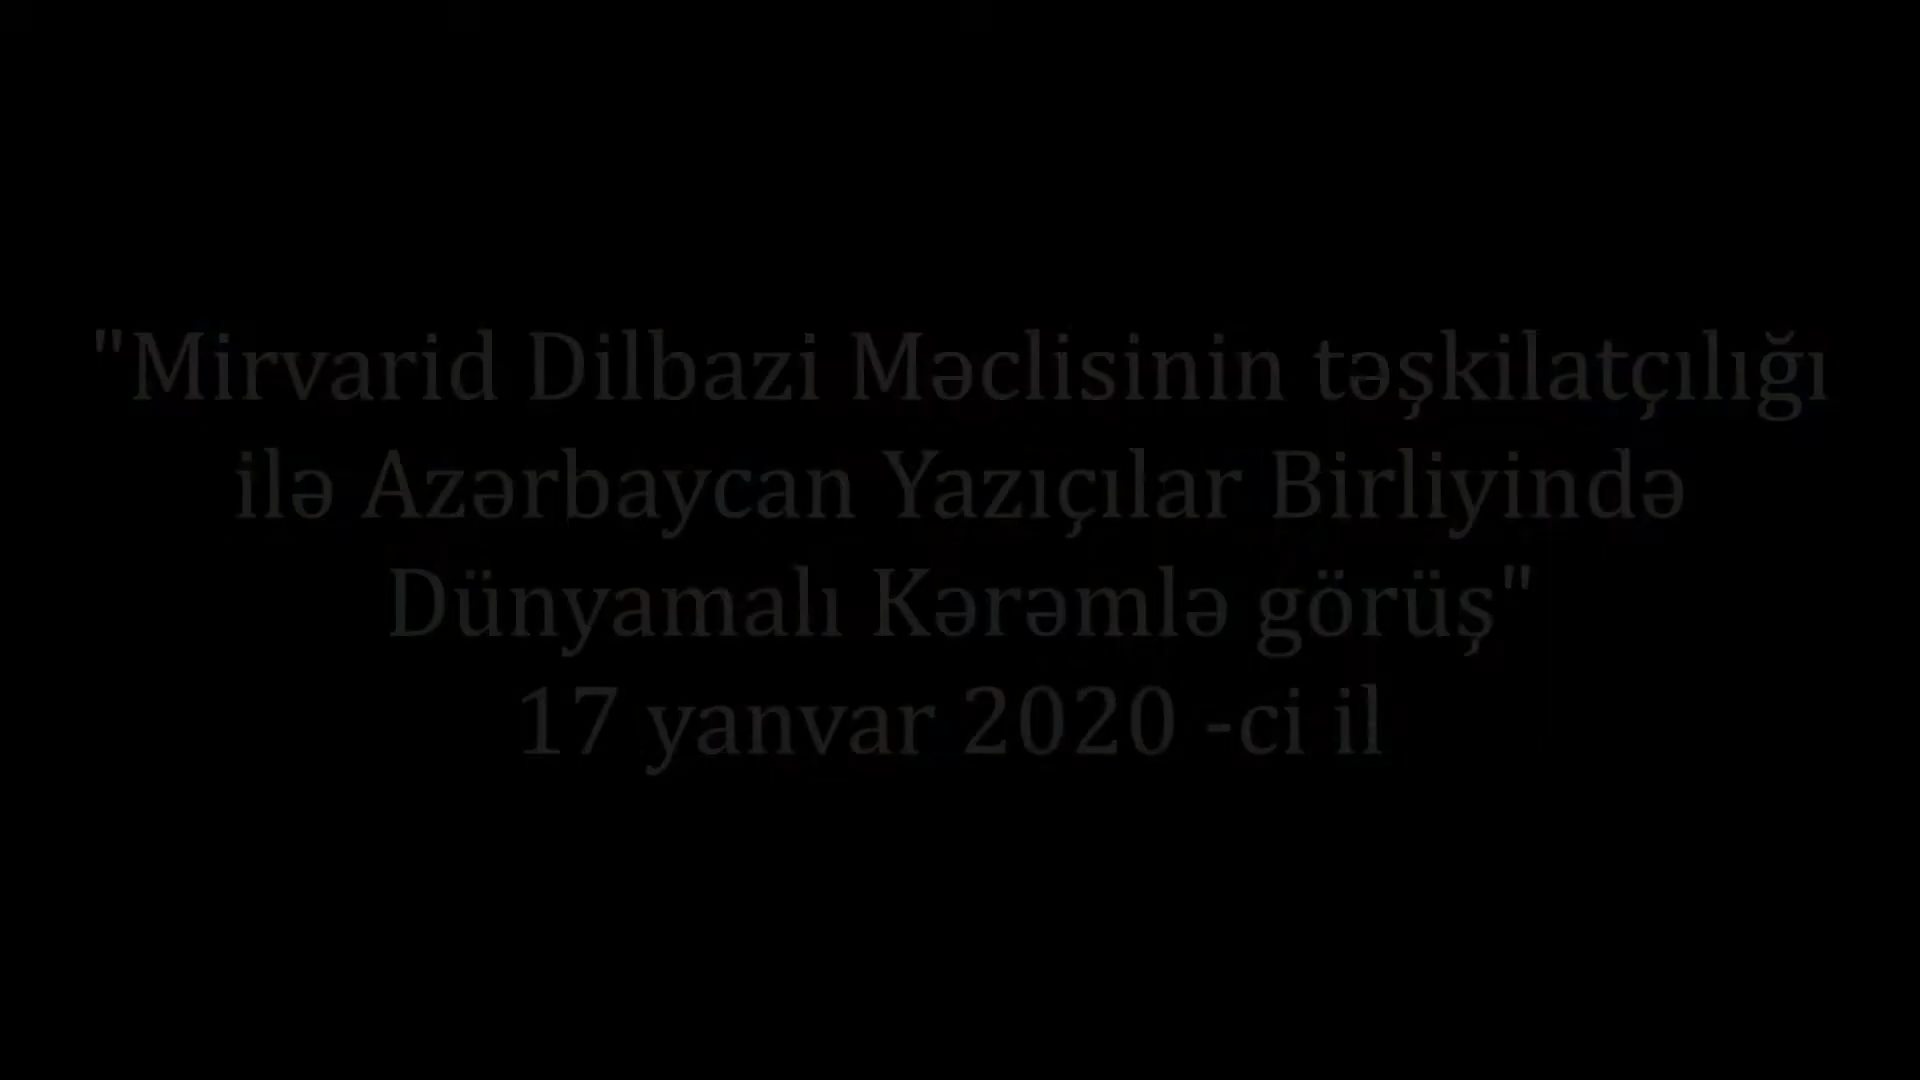 "Mirvarid Dilbazi Məclisinin təşkilatçılığı
ilə Azərbaycan Yazıçılar Birliyində
Dünyamalı Kərəmlə görüş"
17 yanvar 2020 -ci il